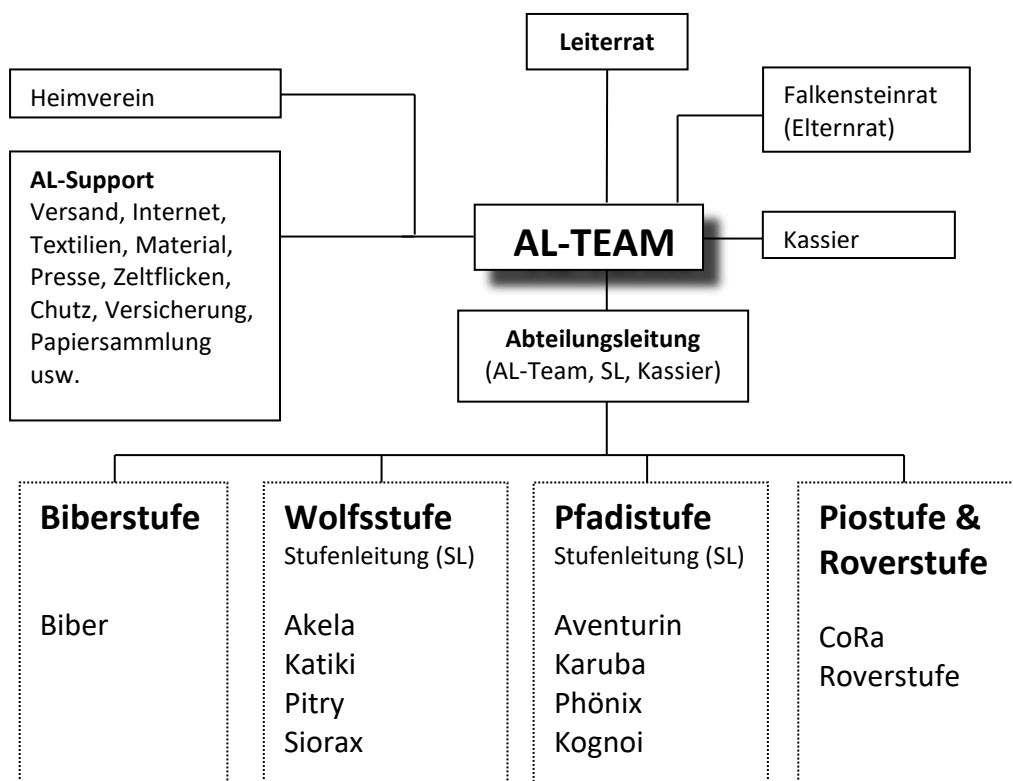 Leiterrat
Heimverein
Falkensteinrat
(Elternrat)
AL-Support
Versand, Internet,
Textilien, Material,
Presse, Zeltflicken,
Chutz, Versicherung,
Papiersammlung
usw.
AL-TEAM
Kassier
Abteilungsleitung
(AL-Team, SL, Kassier)
Biberstufe
Biber
Wolfsstufe
Stufenleitung (SL)
Akela
Katiki
Pitry
Siorax
Pfadistufe
Stufenleitung (SL)
Aventurin
Karuba
Phönix
Kognoi
Piostufe &
Roverstufe
CoRa
Roverstufe